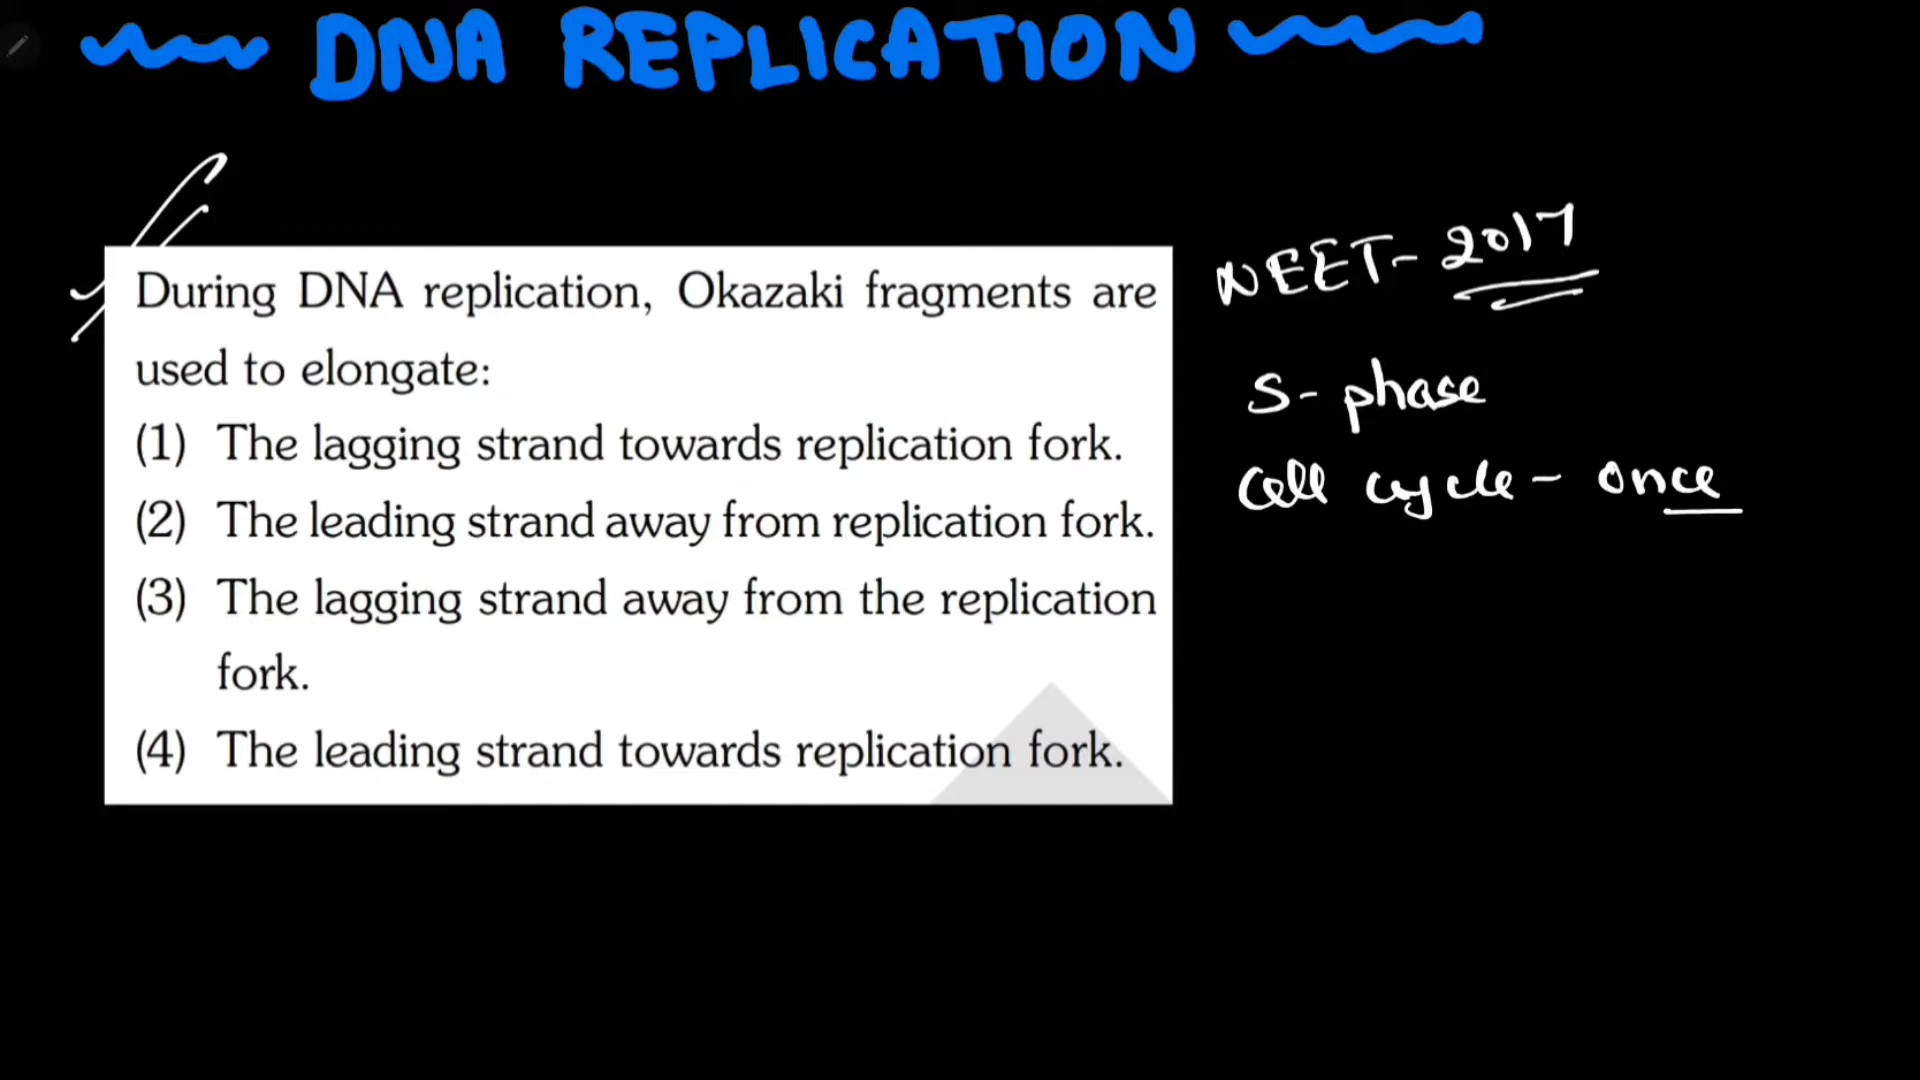 DNA REPLICATION
NEET- 2017
During DNA replication, Okazaki fragments are
used to elongate:
(1) The lagging strand towards replication fork.
(2) The leading strand away from replication fork.
(3) The lagging strand away from the replication
fork.
(4) The leading strand towards replication fork.
S- phase
Cell cycle - once